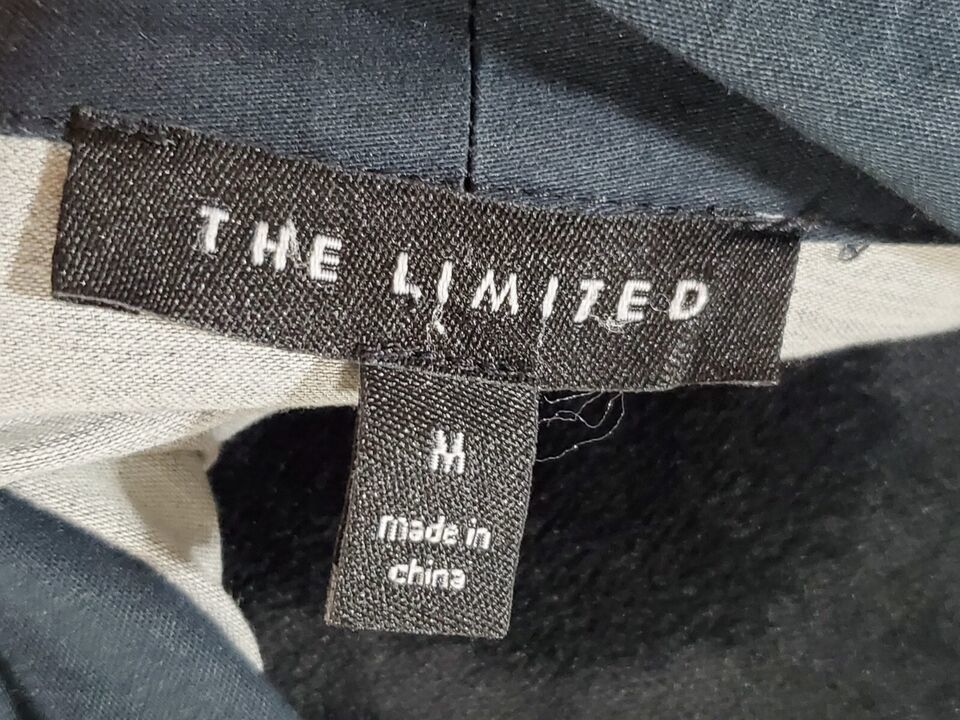 THE LIMITED
M
made in
china